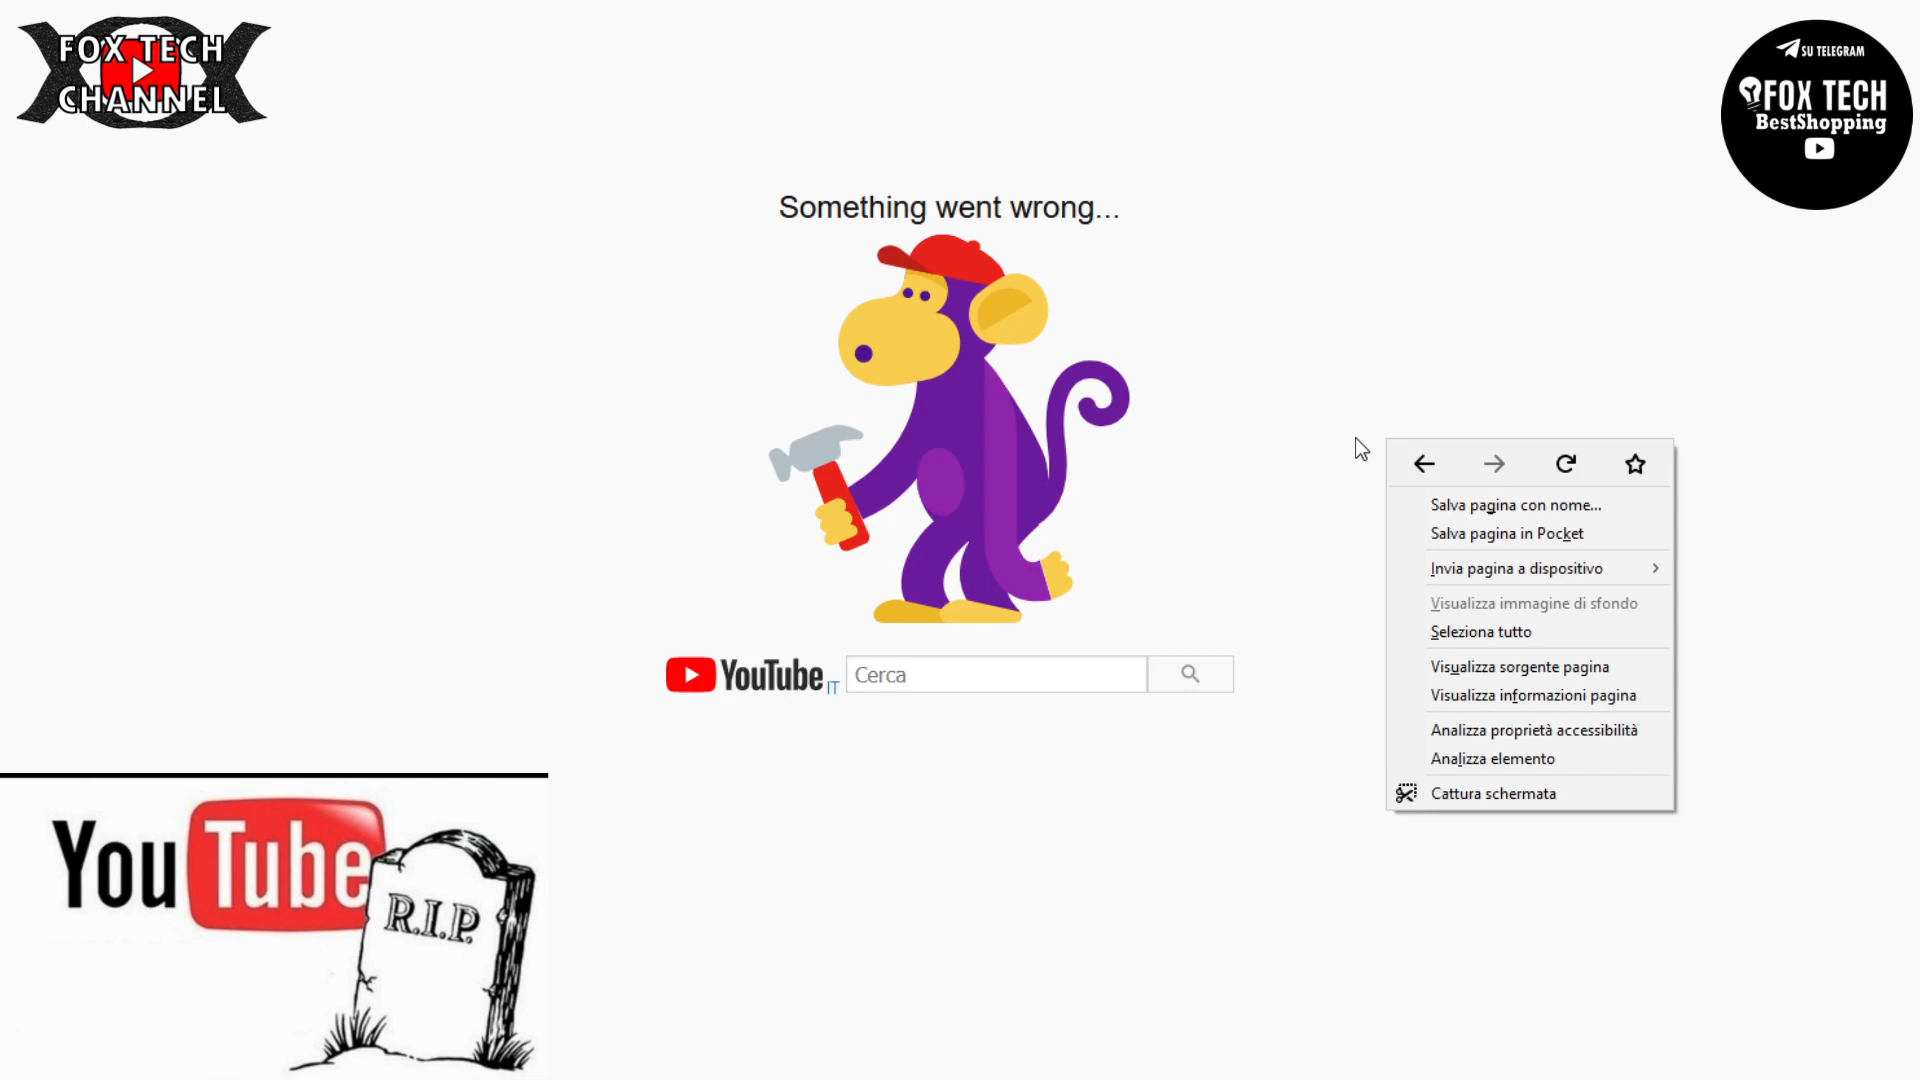 FOX TECH
CHANNEL
SU TELEGRAM
FOX TECH
BestShopping
Something went wrong...
YouTube IT
Cerca
Salva pagina con nome...
Salva pagina in Pocket
Invia pagina a dispositivo
Visualizza immagine di sfondo
Seleziona tutto
Visualizza sorgente pagina
Visualizza informazioni pagina
Analizza proprietà accessibilità
Analizza elemento
Cattura schermata
YouTube
R.I.P.